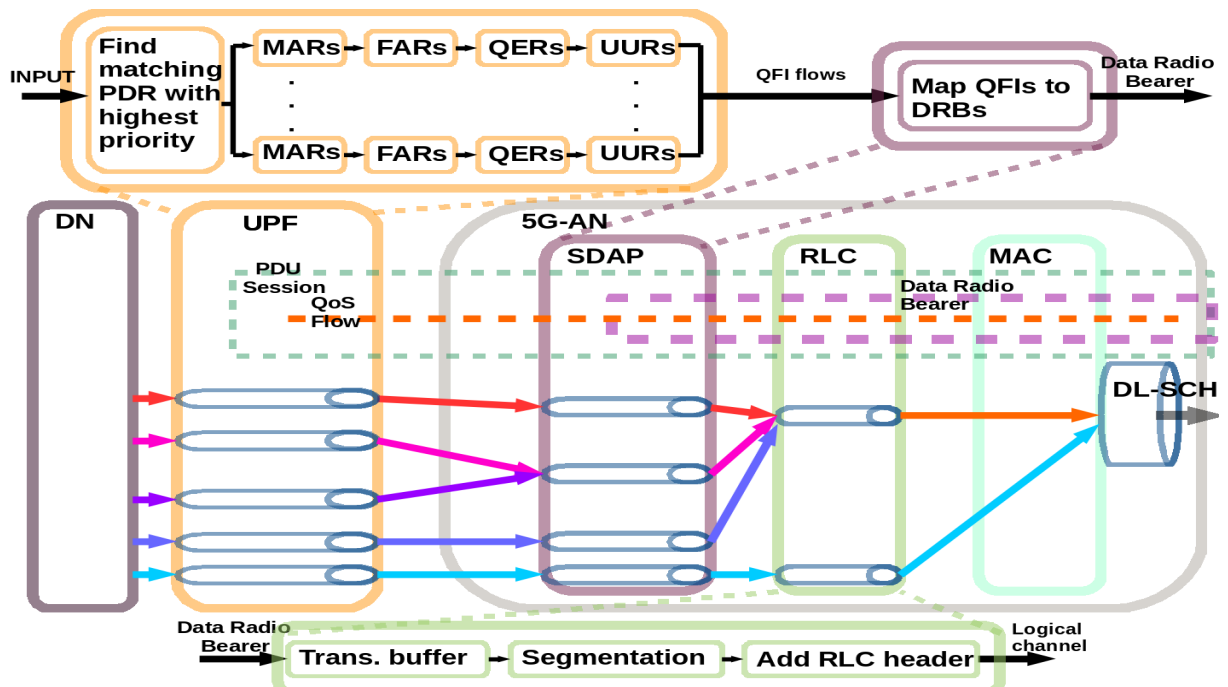 INPUT
Find
matching
PDR with
highest
priority
MARs FARs QERs UURs
MARs FARs QERs UURs
QFI flows
Map QFIs to
DRBs
Data Radio
Bearer
DN
UPF
5G-AN
SDAP
RLC
MAC
PDU
Session
QoS
Flow
Data Radio
Bearer
DL-SCH
Data Radio
Bearer
Trans. buffer
Segmentation
Add RLC header
Logical
channel